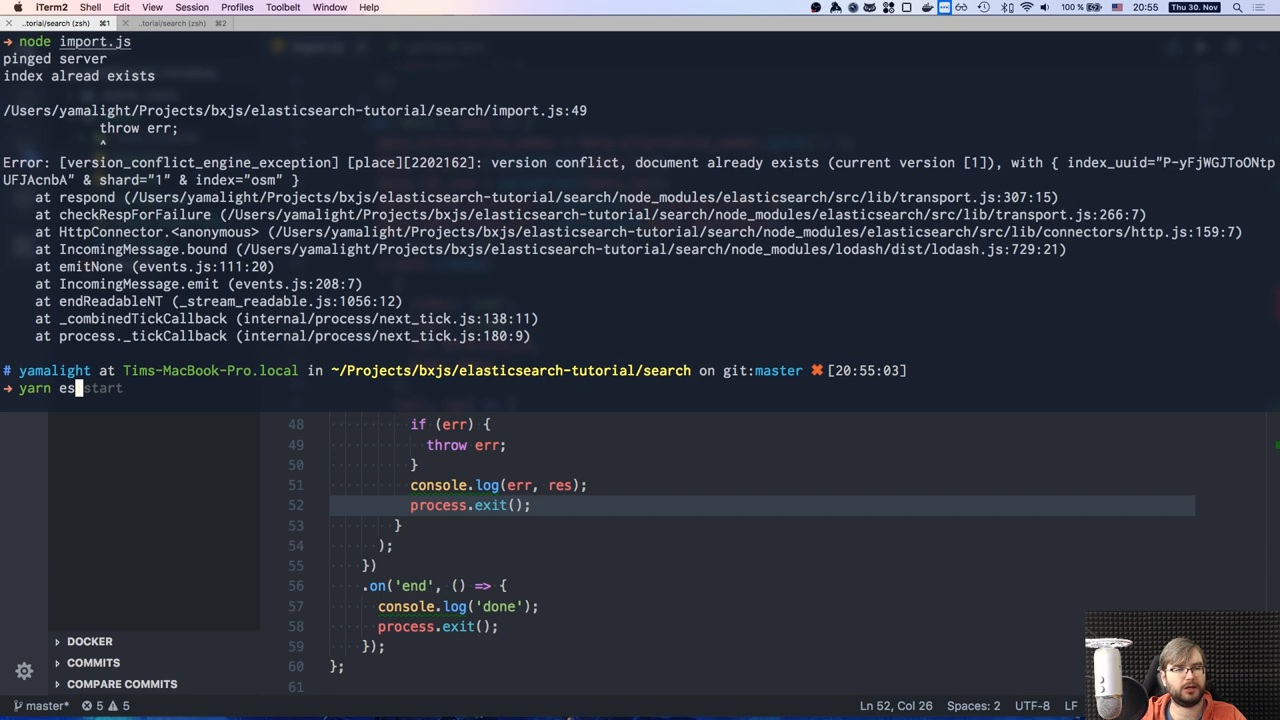 iTerm2 Shell Edit View Session Profiles Toolbelt Window Help 100 % 20:55 Thu 30. Nov
..torial/search (zsh) ⌘1 ..torial/search (zsh) ⌘2
→ node import.js
pinged server
index alread exists
/Users/yamalight/Projects/bxjs/elasticsearch-tutorial/search/import.js:49
throw err;
^
Error: [version_conflict_engine_exception] [place][2202162]: version conflict, document already exists (current version [1]), with { index_uuid="P-yFjWGJToONtp
UFJAcnbA" & shard="1" & index="osm" }
at respond (/Users/yamalight/Projects/bxjs/elasticsearch-tutorial/search/node_modules/elasticsearch/src/lib/transport.js:307:15)
at checkRespForFailure (/Users/yamalight/Projects/bxjs/elasticsearch-tutorial/search/node_modules/elasticsearch/src/lib/transport.js:266:7)
at HttpConnector.<anonymous> (/Users/yamalight/Projects/bxjs/elasticsearch-tutorial/search/node_modules/elasticsearch/src/lib/connectors/http.js:159:7)
at IncomingMessage.bound (/Users/yamalight/Projects/bxjs/elasticsearch-tutorial/search/node_modules/lodash/dist/lodash.js:729:21)
at emitNone (events.js:111:20)
at IncomingMessage.emit (events.js:208:7)
at endReadableNT (_stream_readable.js:1056:12)
at _combinedTickCallback (internal/process/next_tick.js:138:11)
at process._tickCallback (internal/process/next_tick.js:180:9)
# yamalight at Tims-MacBook-Pro.local in ~/Projects/bxjs/elasticsearch-tutorial/search on git:master ✖ [20:55:03]
→ yarn es:start
48 if (err) {
49 throw err;
50 }
51 console.log(err, res);
52 process.exit();
53 }
54 );
55 })
56 .on('end', () => {
57 console.log('done');
58 process.exit();
59 });
60 };
61
DOCKER
COMMITS
COMPARE COMMITS
master* 5 5 Ln 52, Col 26 Spaces: 2 UTF-8 LF